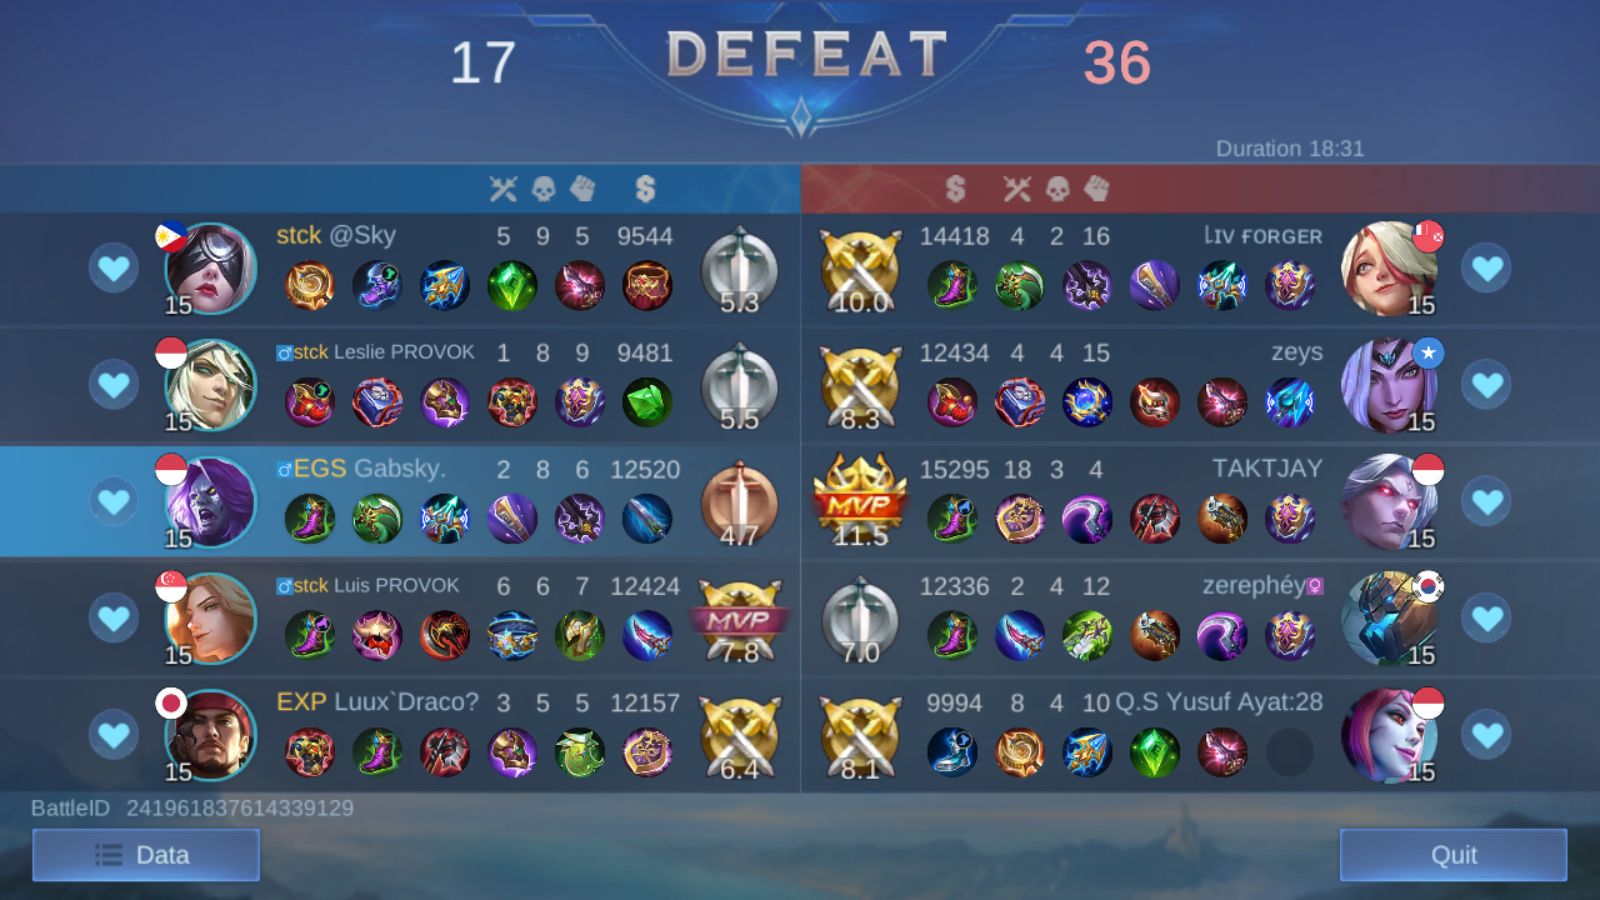 17 DEFEAT 36
Duration 18:31
stck @Sky 5 9 5 9544
15 5.3
10.0 14418 4 2 16 LIV FORGER
15
♂stck Leslie PROVOK 1 8 9 9481
15 5.5
8.3 12434 4 4 15 zeys
15
♂EGS Gabsky. 2 8 6 12520
15 4.7
MVP 11.5 15295 18 3 4 TAKTJAY
15
♂stck Luis PROVOK 6 6 7 12424
15 MVP 7.8
7.0 12336 2 4 12 zerephéy♀
15
EXP Luux`Draco? 3 5 5 12157
15 6.4
8.1 9994 8 4 10 Q.S Yusuf Ayat:28
15
BattleID 241961837614339129
Data
Quit